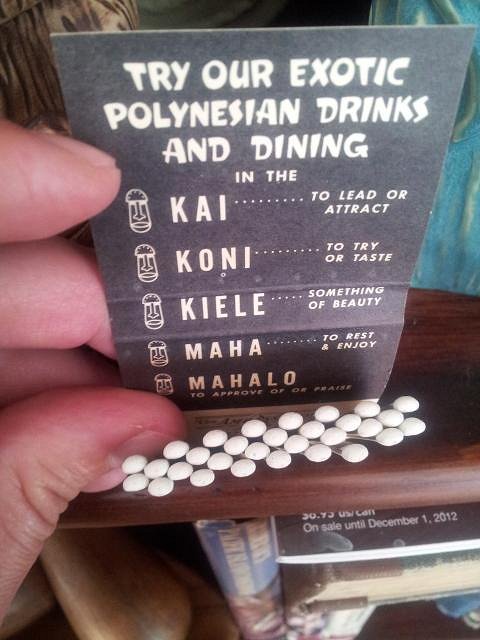 TRY OUR EXOTIC
POLYNESIAN DRINKS
AND DINING
IN THE
KAI ......... TO LEAD OR
ATTRACT
KONI ........ TO TRY
OR TASTE
KIELE ..... SOMETHING
OF BEAUTY
MAHA ........ TO REST
& ENJOY
MAHALO
TO APPROVE OF OR PRAISE
$6.95 us/can
On sale until December 1, 2012